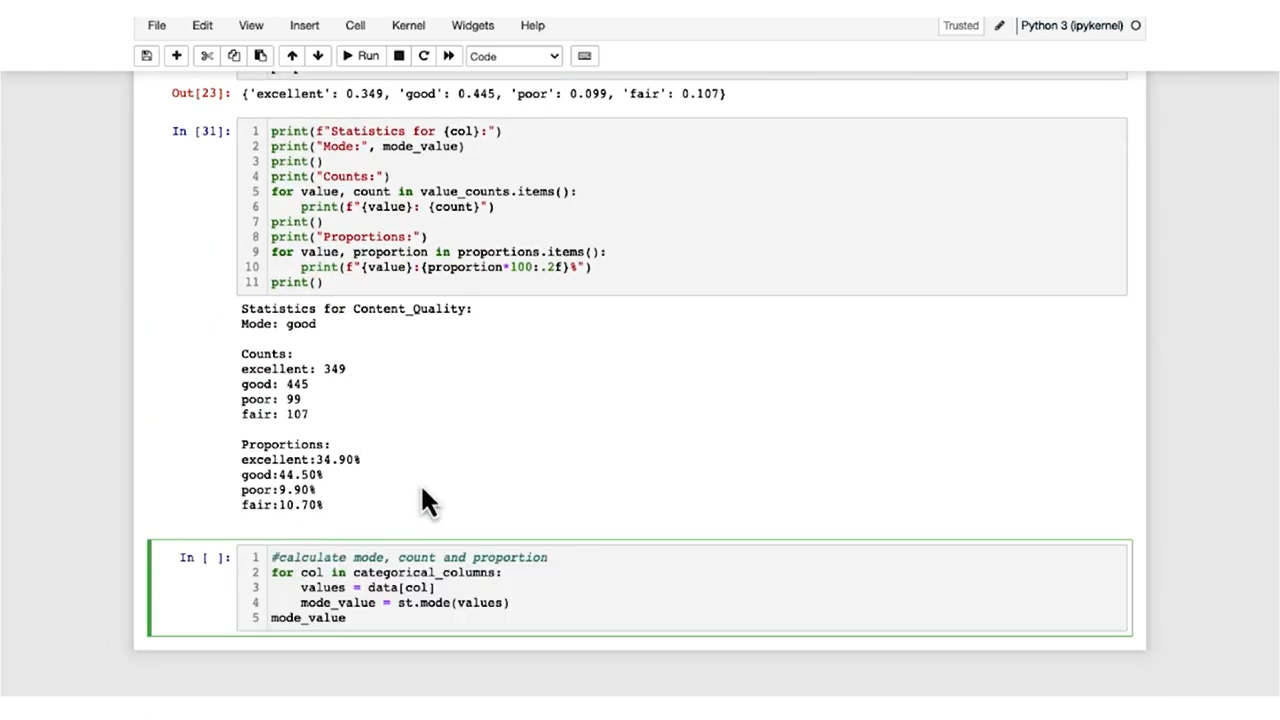 File Edit View Insert Cell Kernel Widgets Help Trusted Python 3 (ipykernel)
Run Code
Out[23]: {'excellent': 0.349, 'good': 0.445, 'poor': 0.099, 'fair': 0.107}
In [31]: 1 print(f"Statistics for {col}:")
2 print("Mode:", mode_value)
3 print()
4 print("Counts:")
5 for value, count in value_counts.items():
6     print(f"{value}: {count}")
7 print()
8 print("Proportions:")
9 for value, proportion in proportions.items():
10     print(f"{value}:{proportion*100:.2f}%")
11 print()
Statistics for Content_Quality:
Mode: good
Counts:
excellent: 349
good: 445
poor: 99
fair: 107
Proportions:
excellent:34.90%
good:44.50%
poor:9.90%
fair:10.70%
In [ ]: 1 #calculate mode, count and proportion
2 for col in categorical_columns:
3     values = data[col]
4     mode_value = st.mode(values)
5 mode_value